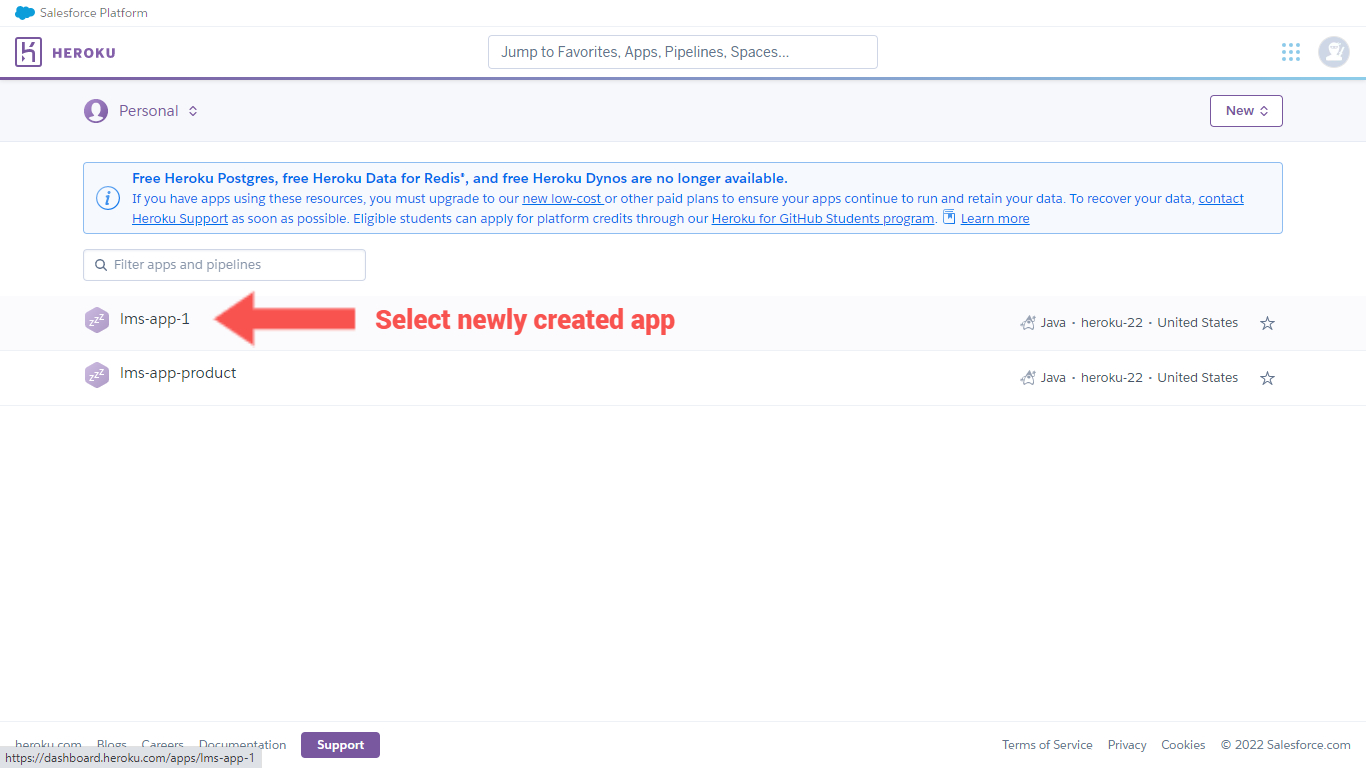 Salesforce Platform
HEROKU
Jump to Favorites, Apps, Pipelines, Spaces...
Personal
New
Free Heroku Postgres, free Heroku Data for Redis®, and free Heroku Dynos are no longer available.
If you have apps using these resources, you must upgrade to our new low-cost or other paid plans to ensure your apps continue to run and retain your data. To recover your data, contact
Heroku Support as soon as possible. Eligible students can apply for platform credits through our Heroku for GitHub Students program. Learn more
Filter apps and pipelines
zzz lms-app-1 Select newly created app Java · heroku-22 · United States
zzz lms-app-product Java · heroku-22 · United States
heroku.com Blogs Careers Documentation Support Terms of Service Privacy Cookies © 2022 Salesforce.com
https://dashboard.heroku.com/apps/lms-app-1